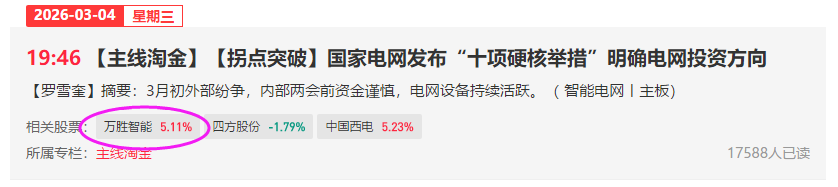 2026-03-04 星期三
19:46 【主线淘金】【拐点突破】国家电网发布“十项硬核举措”明确电网投资方向
【罗雪奎】摘要：3月初外部纷争，内部两会前资金谨慎，电网设备持续活跃。（ 智能电网丨主板）
相关股票： 万胜智能 5.11% 四方股份 -1.79% 中国西电 5.23%
所属专栏：主线淘金 17588人已读